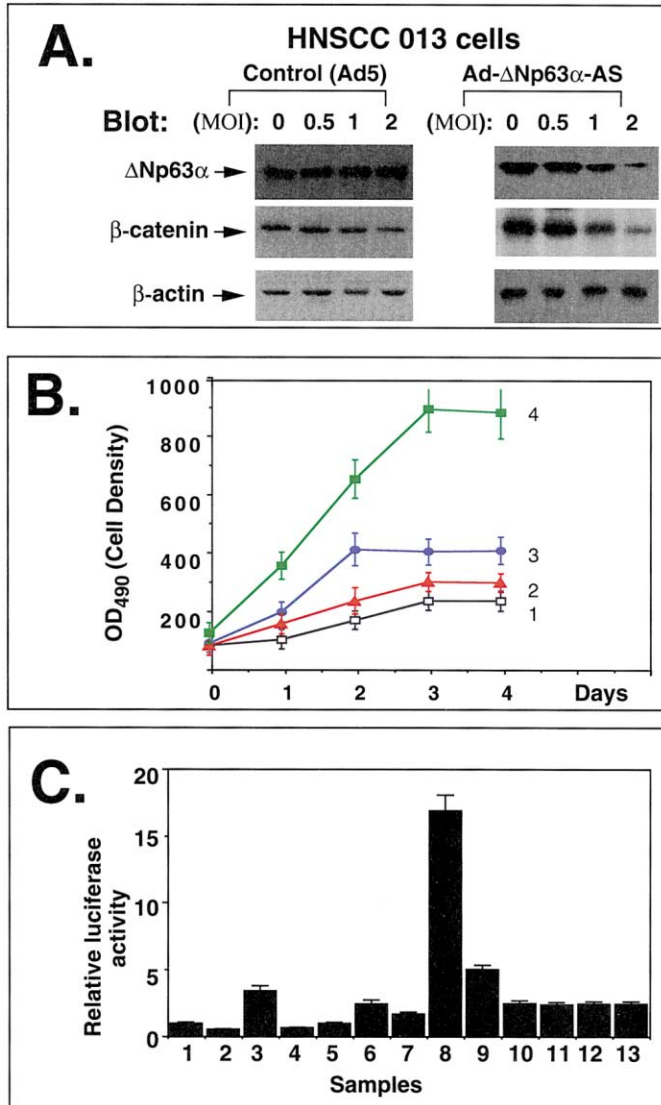 A.
HNSCC 013 cells
Control (Ad5) Ad-ΔNp63α-AS
Blot: (MOI): 0 0.5 1 2 (MOI): 0 0.5 1 2
ΔNp63α
β-catenin
β-actin
B.
OD490 (Cell Density)
1000
800
600
400
200
4
3
2
1
0 1 2 3 4 Days
C.
Relative luciferase
activity
20
15
10
5
0
1 2 3 4 5 6 7 8 9 10 11 12 13
Samples